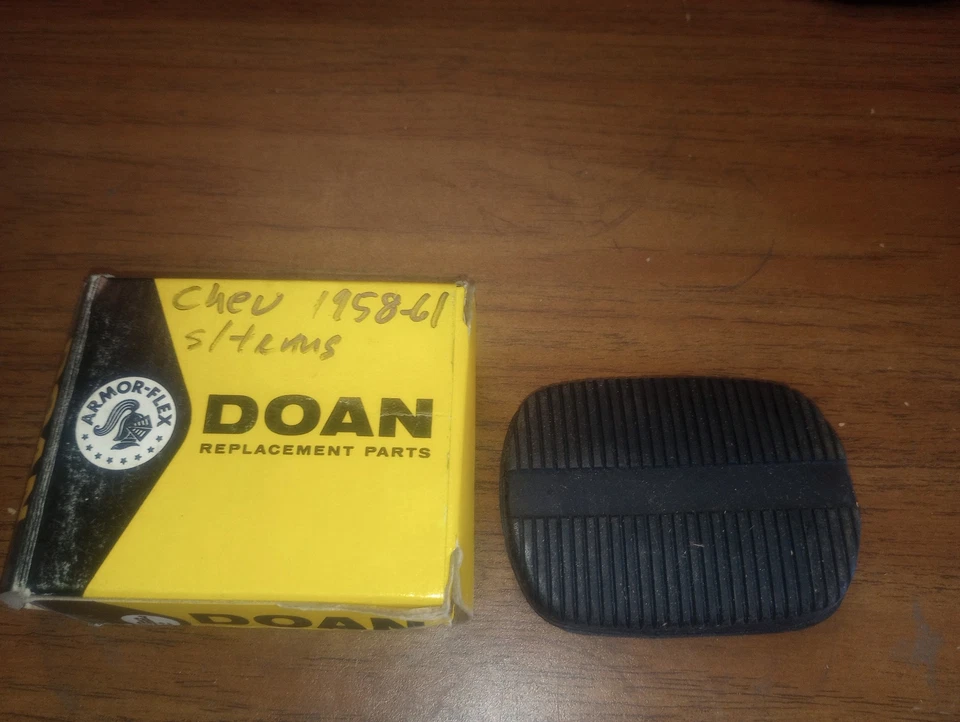 Chev 1958-61
s/trans
ARMOR-FLEX
DOAN
REPLACEMENT PARTS
DOAN